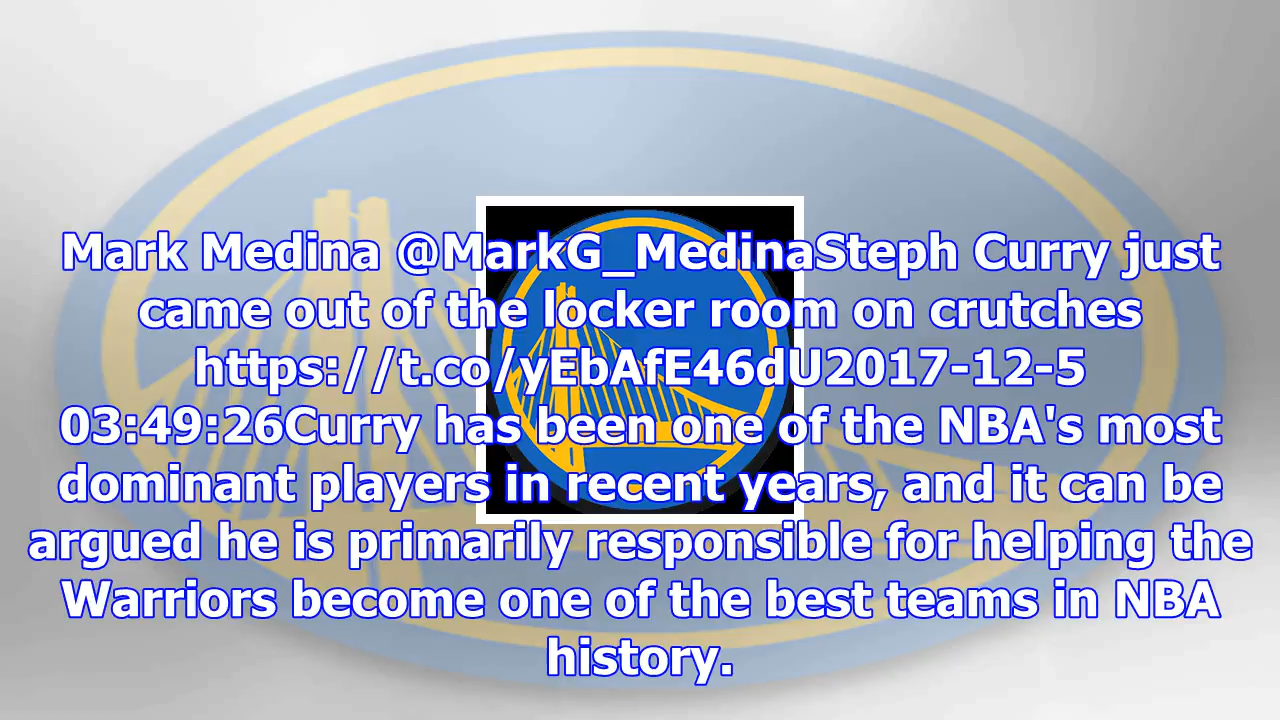 Mark Medina @MarkG_MedinaSteph Curry just
came out of the locker room on crutches
https://t.co/yEbAfE46dU2017-12-5
03:49:26Curry has been one of the NBA's most
dominant players in recent years, and it can be
argued he is primarily responsible for helping the
Warriors become one of the best teams in NBA
history.